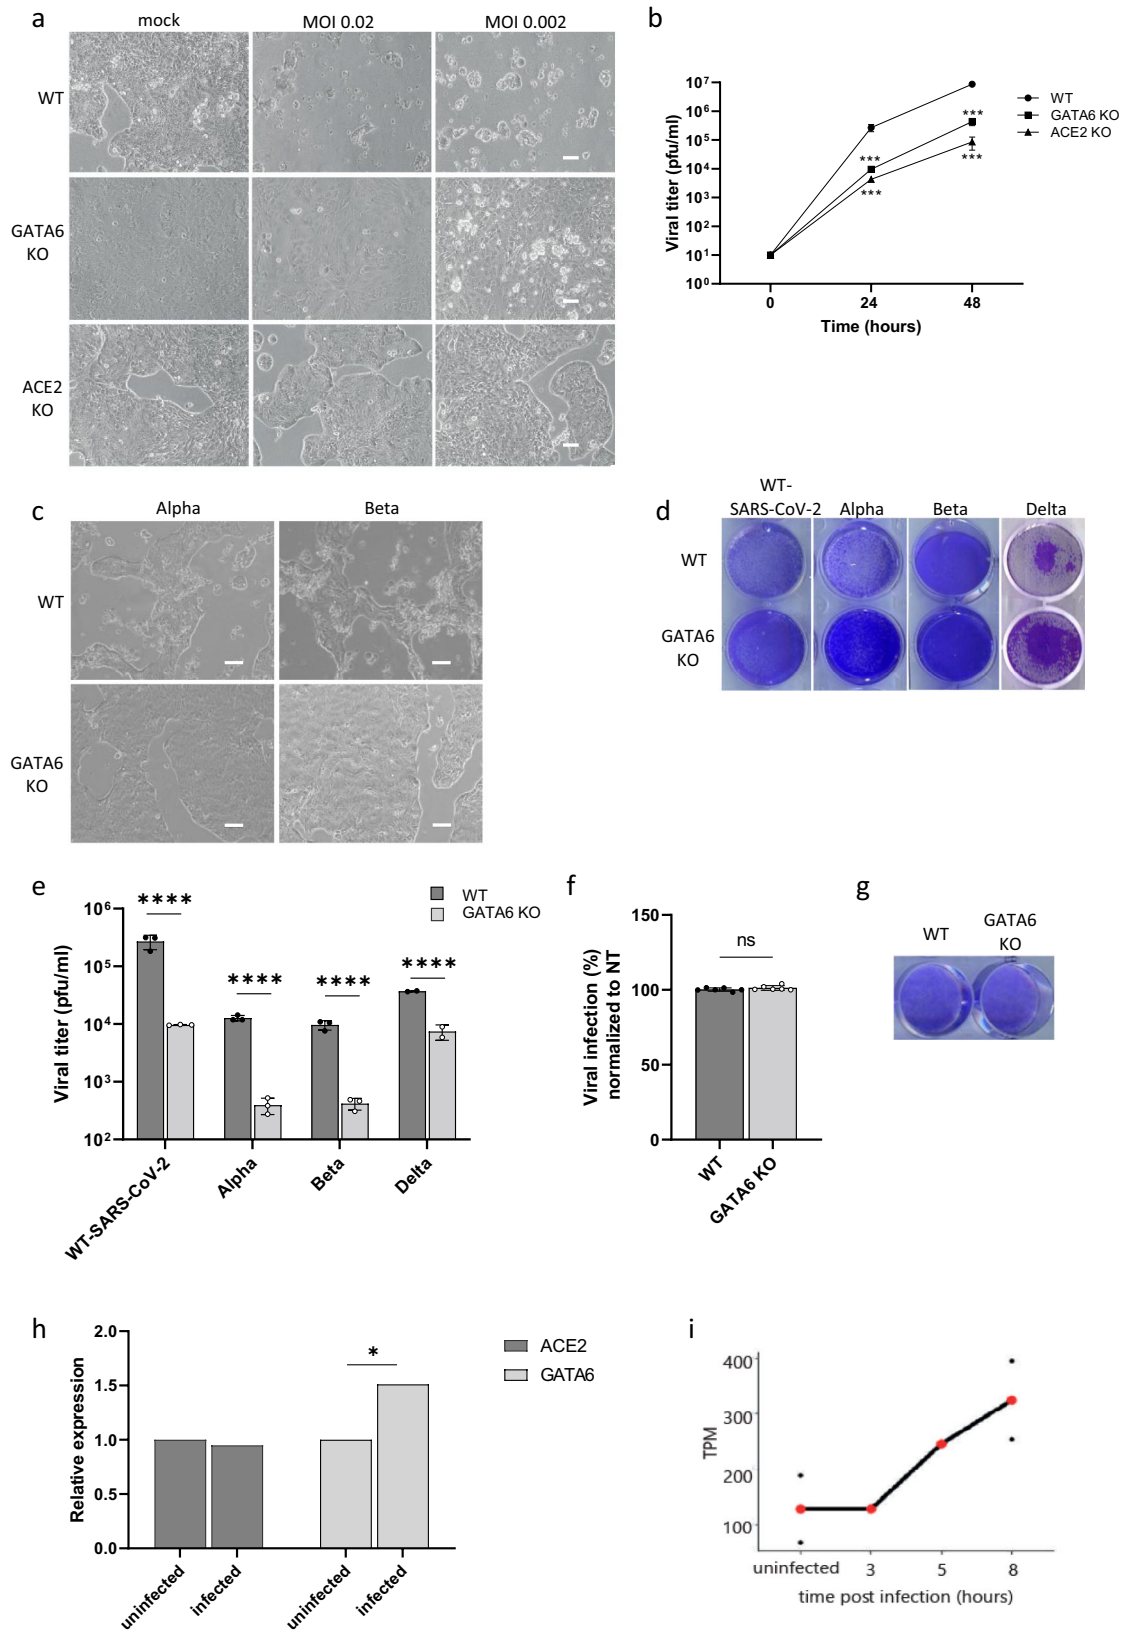 a
mock
MOI 0.02
MOI 0.002
WT
GATA6
KO
ACE2
KO
b
Viral titer (pfu/ml)
10⁷
10⁶
10⁵
10⁴
10³
10²
10¹
10⁰
***
***
***
***
0
24
48
Time (hours)
WT
GATA6 KO
ACE2 KO
c
Alpha
Beta
WT
GATA6
KO
d
WT-
SARS-CoV-2
Alpha
Beta
Delta
WT
GATA6
KO
e
WT
GATA6 KO
Viral titer (pfu/ml)
10⁶
10⁵
10⁴
10³
10²
****
****
****
****
WT-SARS-CoV-2
Alpha
Beta
Delta
f
Viral infection (%)
normalized to NT
150
100
50
0
ns
WT
GATA6 KO
g
WT
GATA6
KO
h
Relative expression
2.0
1.5
1.0
0.5
0.0
*
uninfected
infected
uninfected
infected
ACE2
GATA6
i
TPM
400
300
200
100
uninfected
3
5
8
time post infection (hours)